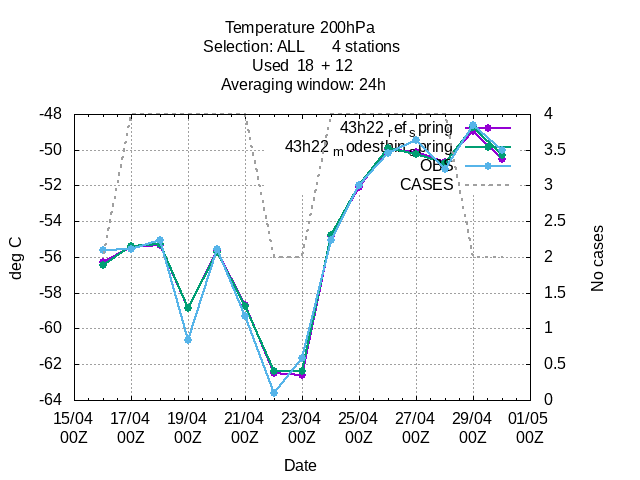 Temperature 200hPa
Selection: ALL 4 stations
Used 18 + 12
Averaging window: 24h
-48
-50
-52
-54
-56
-58
-60
-62
-64
deg C
4
3.5
3
2.5
2
1.5
1
0.5
0
No cases
43h22 refspring
OBS
CASES
15/04 17/04 19/04 21/04 23/04 25/04 27/04 29/04 01/05
00Z 00Z 00Z 00Z 00Z 00Z 00Z 00Z 00Z
Date